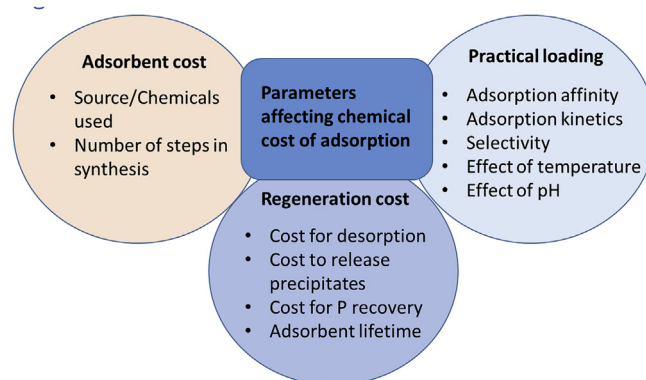 Adsorbent cost
• Source/Chemicals
used
• Number of steps in
synthesis
Parameters
affecting chemical
cost of adsorption
Practical loading
• Adsorption affinity
• Adsorption kinetics
• Selectivity
• Effect of temperature
• Effect of pH
Regeneration cost
• Cost for desorption
• Cost to release
precipitates
• Cost for P recovery
• Adsorbent lifetime